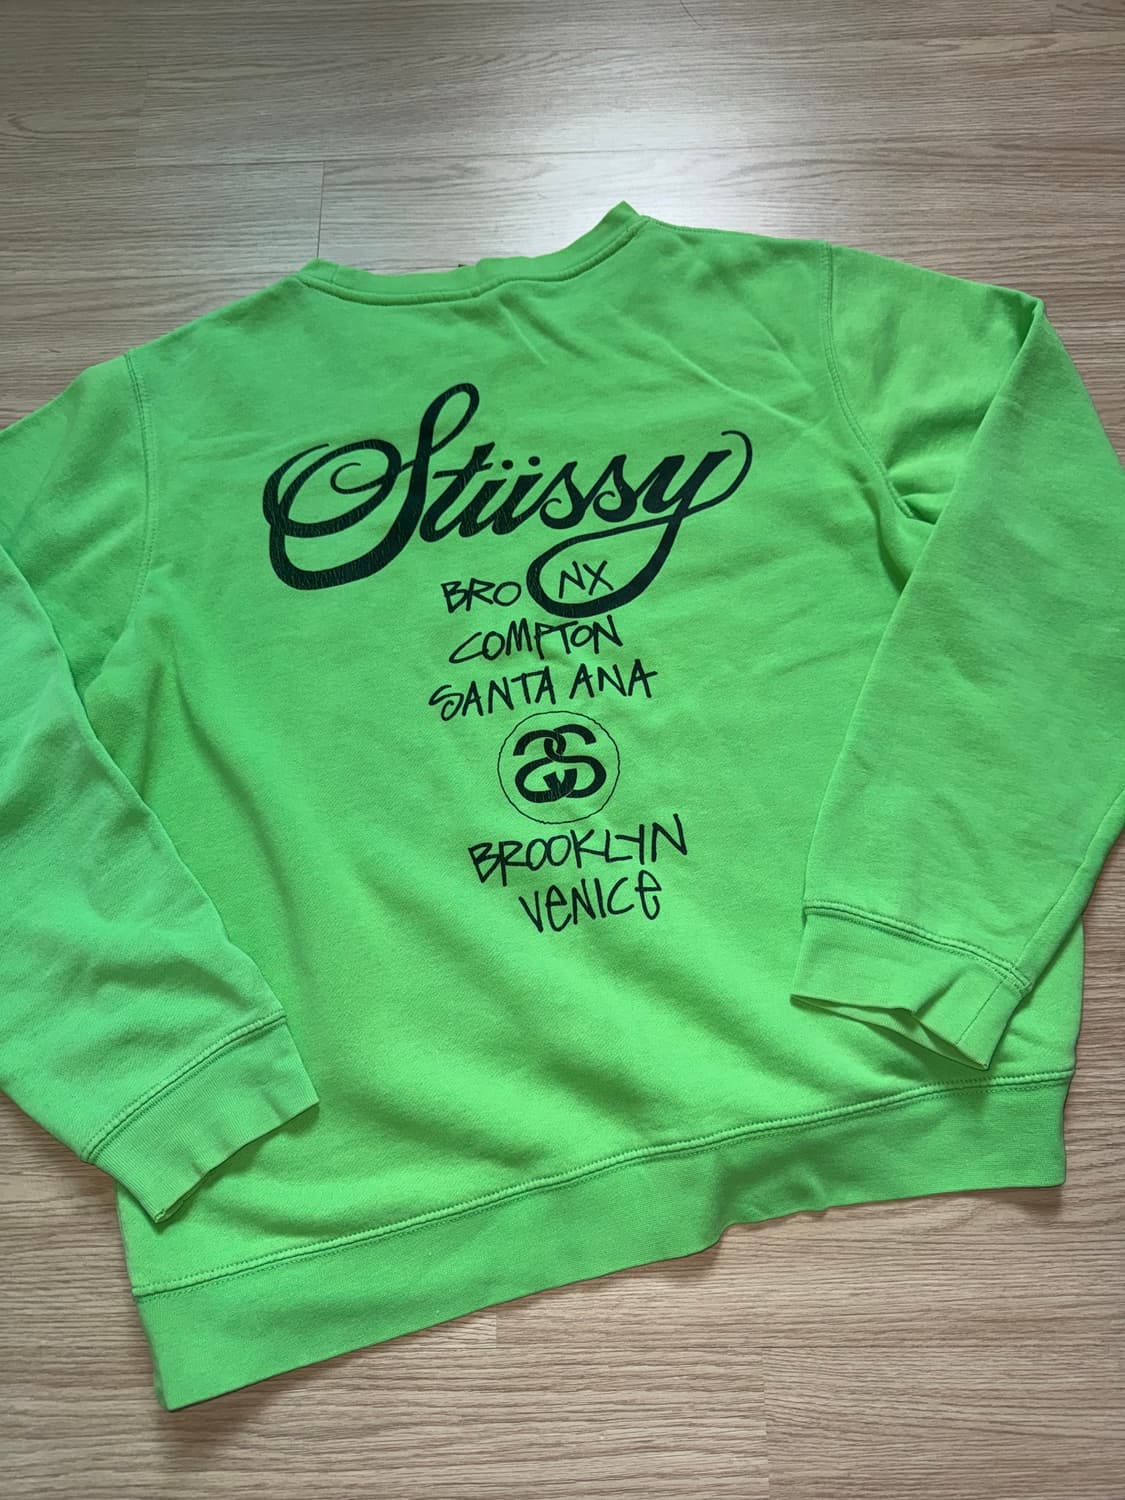 Stüssy
BRONX
COMPTON
SANTA ANA
SS
BROOKLYN
VENICE